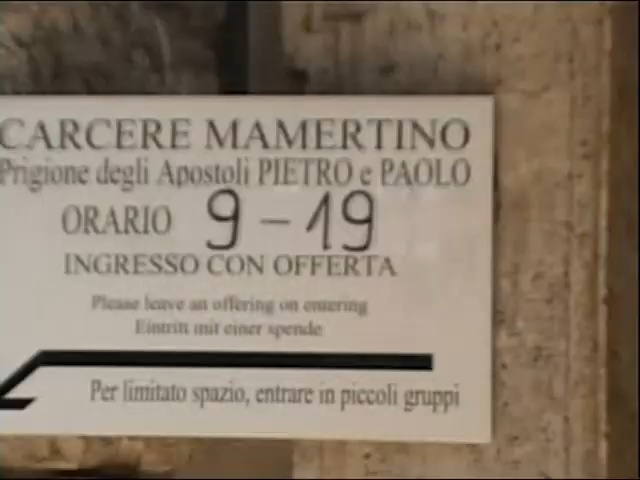 CARCERE MAMERTINO
Prigione degli Apostoli PIETRO e PAOLO
ORARIO 9-19
INGRESSO CON OFFERTA
Please leave an offering on entering
Eintritt mit einer spende
Per limitato spazio, entrare in piccoli gruppi